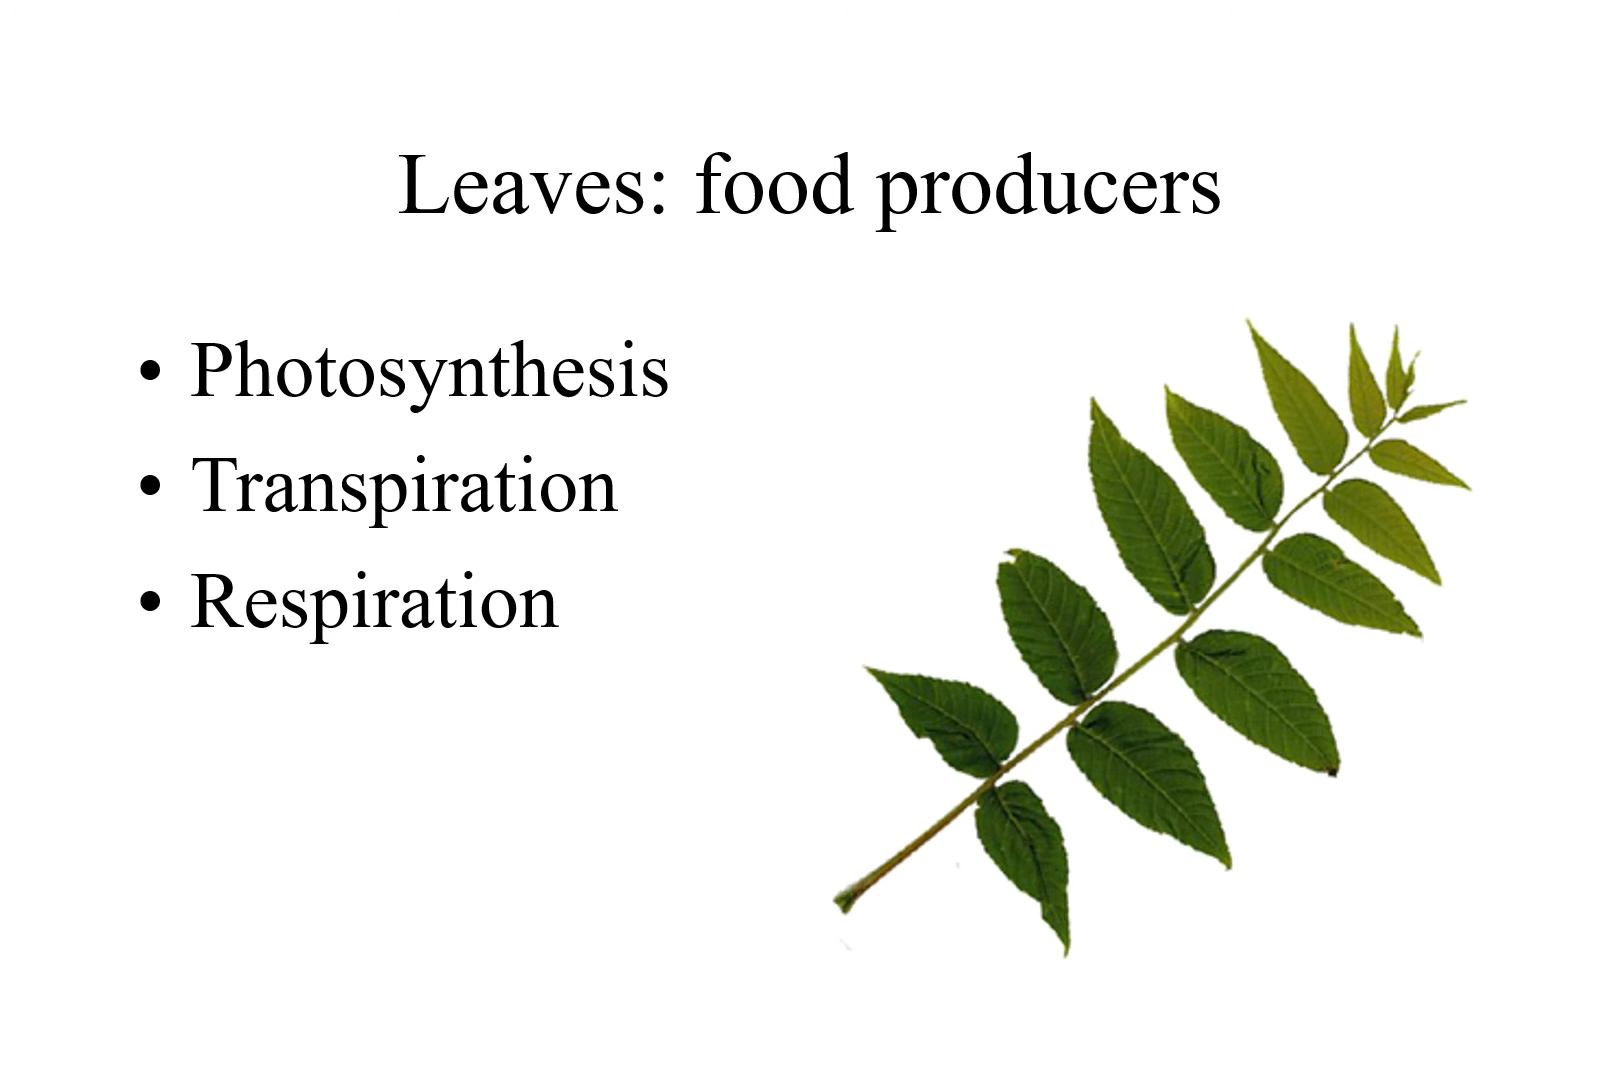 Leaves: food producers
• Photosynthesis
• Transpiration
• Respiration